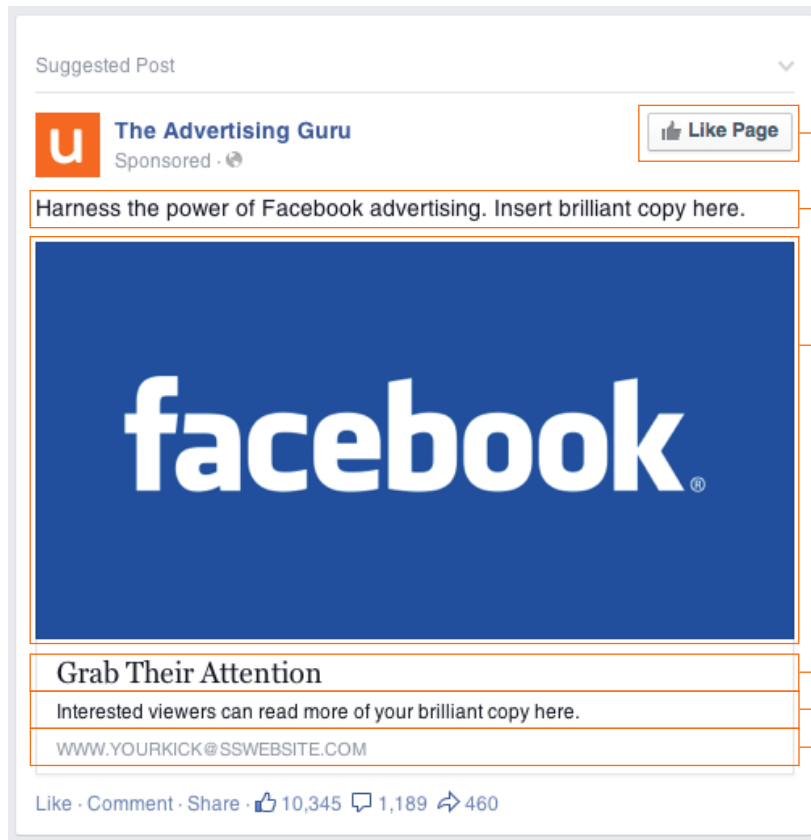 Suggested Post
u
The Advertising Guru
Like Page
Sponsored ·
Harness the power of Facebook advertising. Insert brilliant copy here.
facebook®
Grab Their Attention
Interested viewers can read more of your brilliant copy here.
WWW.YOURKICK@SSWEBSITE.COM
Like · Comment · Share · 10,345 1,189 460